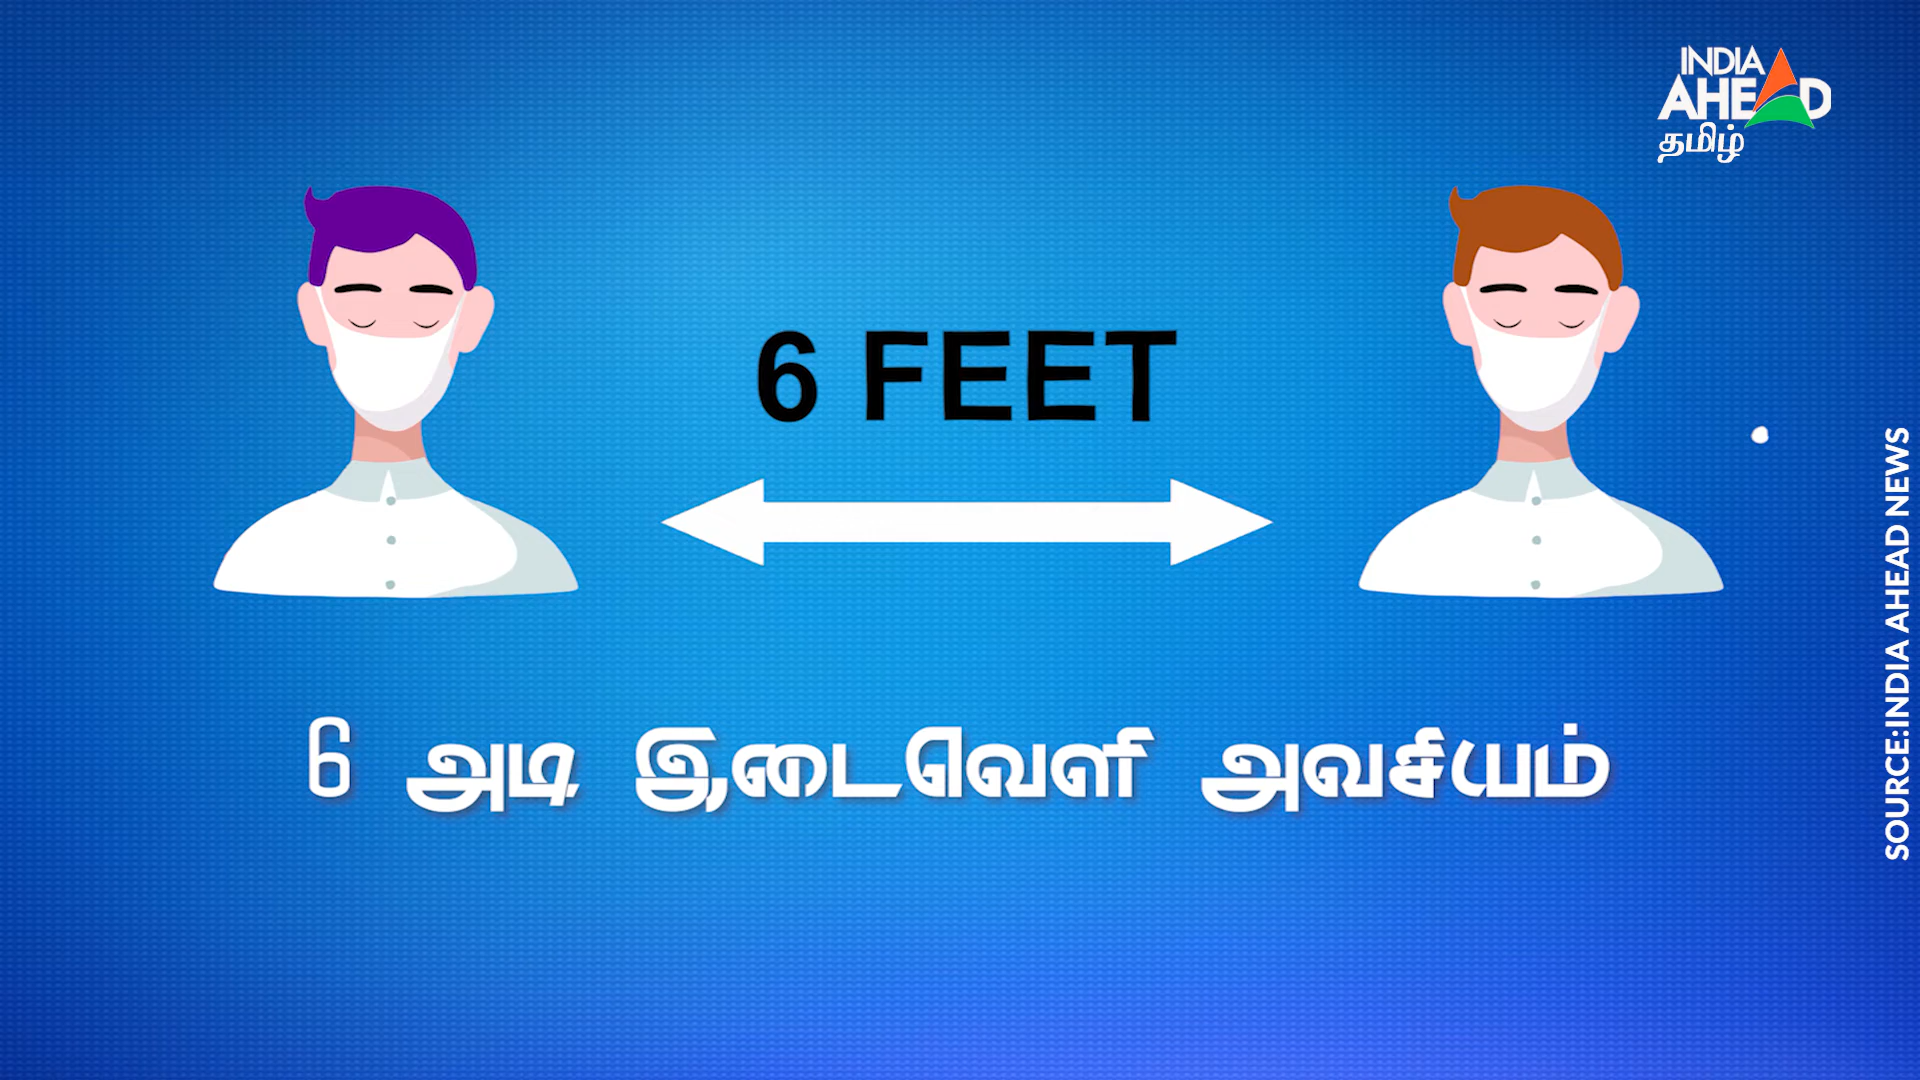 INDIA
AHEAD
தமிழ்
6 FEET
6 அடி இடைவெளி அவசியம்
SOURCE:INDIA AHEAD NEWS